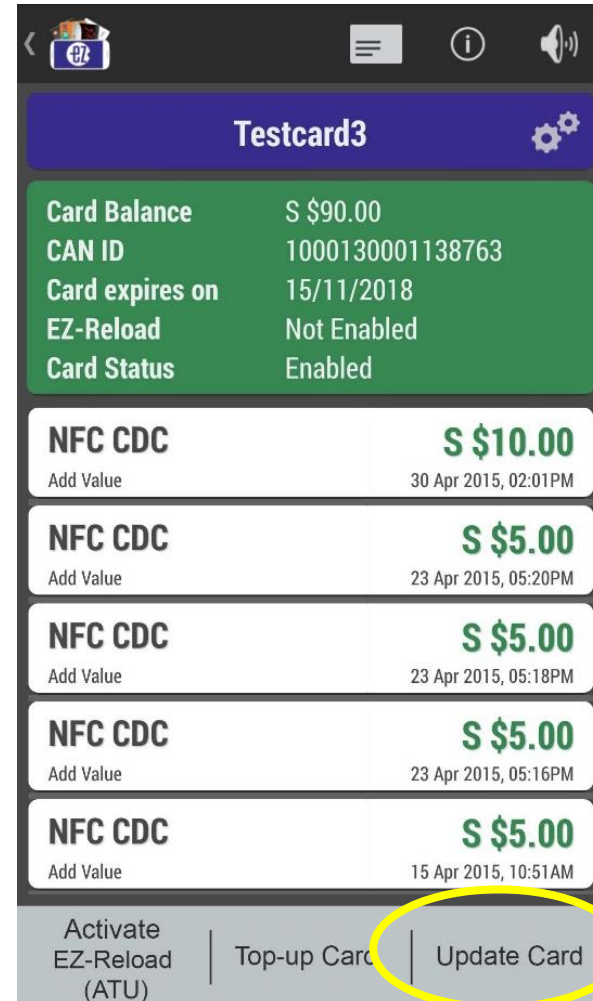 ez
Testcard3
Card Balance S $90.00
CAN ID 1000130001138763
Card expires on 15/11/2018
EZ-Reload Not Enabled
Card Status Enabled
NFC CDC S $10.00
Add Value 30 Apr 2015, 02:01PM
NFC CDC S $5.00
Add Value 23 Apr 2015, 05:20PM
NFC CDC S $5.00
Add Value 23 Apr 2015, 05:18PM
NFC CDC S $5.00
Add Value 23 Apr 2015, 05:16PM
NFC CDC S $5.00
Add Value 15 Apr 2015, 10:51AM
Activate
EZ-Reload
(ATU)
Top-up Card
Update Card